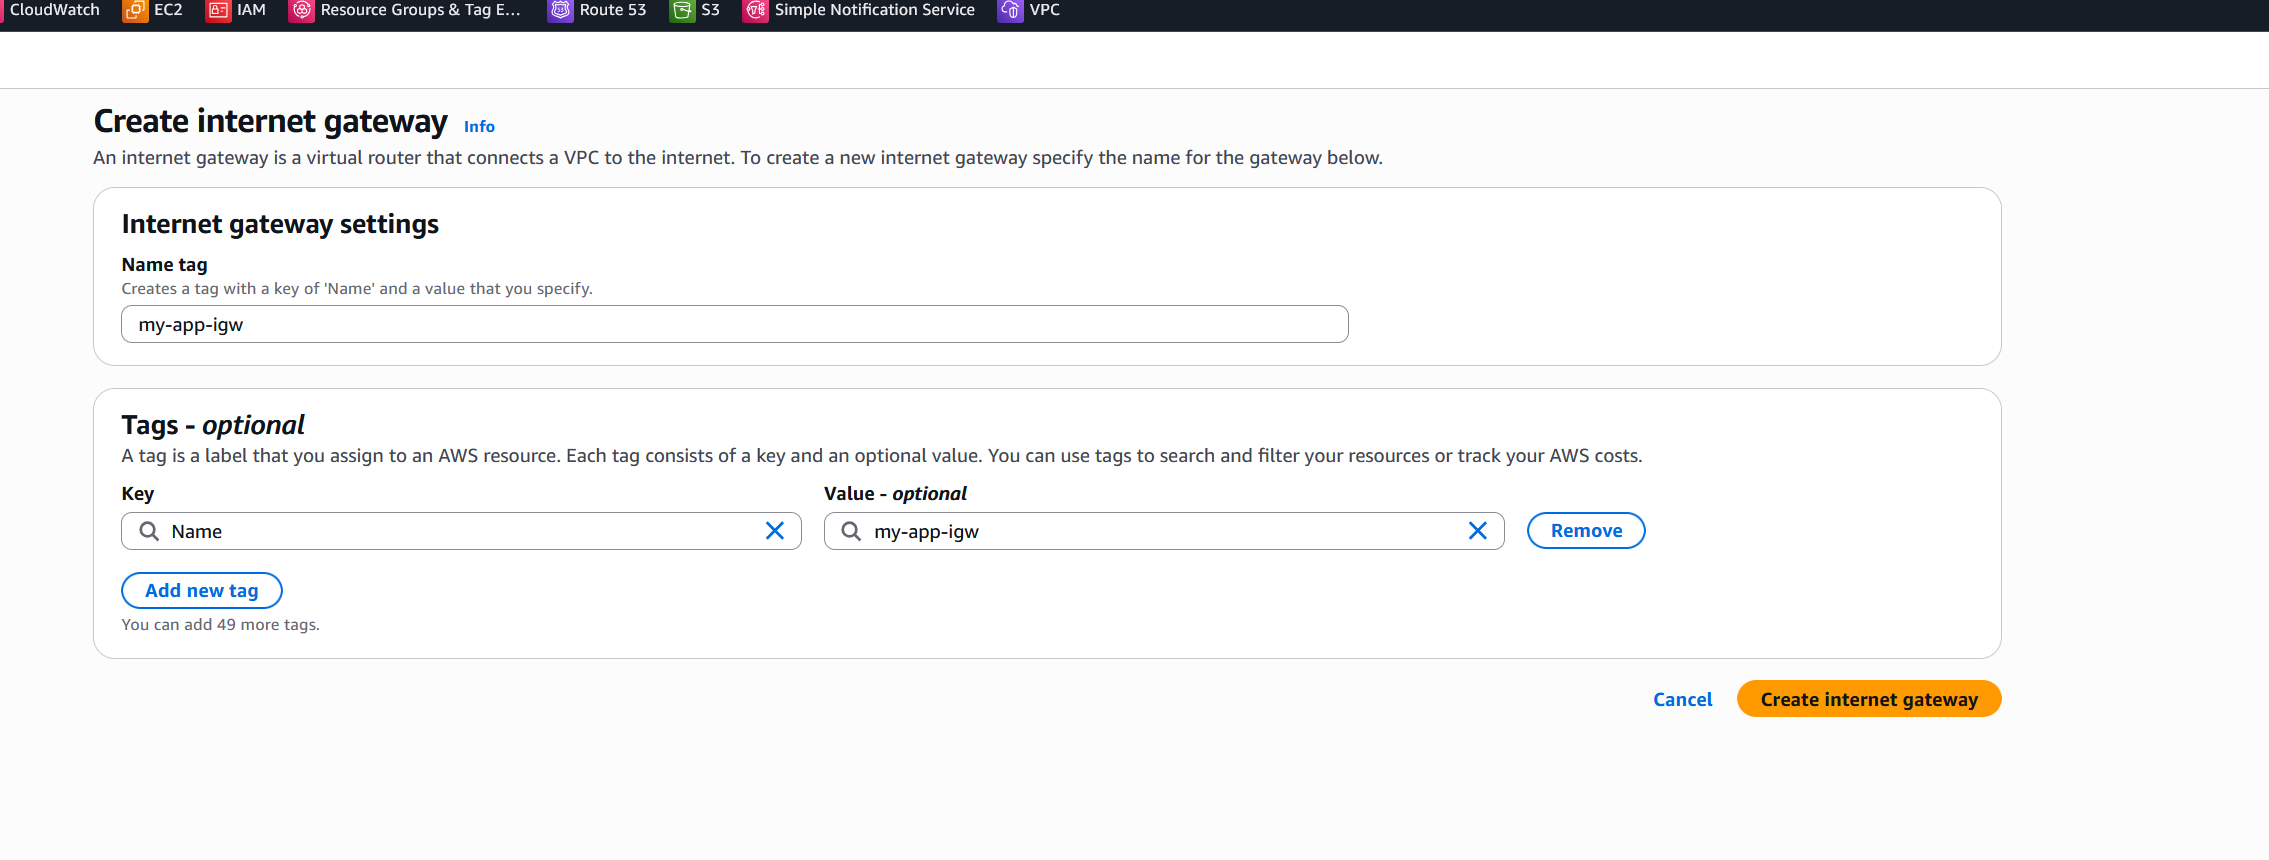 CloudWatch EC2 IAM Resource Groups & Tag E... Route 53 S3 Simple Notification Service VPC
Create internet gateway Info
An internet gateway is a virtual router that connects a VPC to the internet. To create a new internet gateway specify the name for the gateway below.
Internet gateway settings
Name tag
Creates a tag with a key of 'Name' and a value that you specify.
my-app-igw
Tags - optional
A tag is a label that you assign to an AWS resource. Each tag consists of a key and an optional value. You can use tags to search and filter your resources or track your AWS costs.
Key Value - optional
Name my-app-igw Remove
Add new tag
You can add 49 more tags.
Cancel Create internet gateway